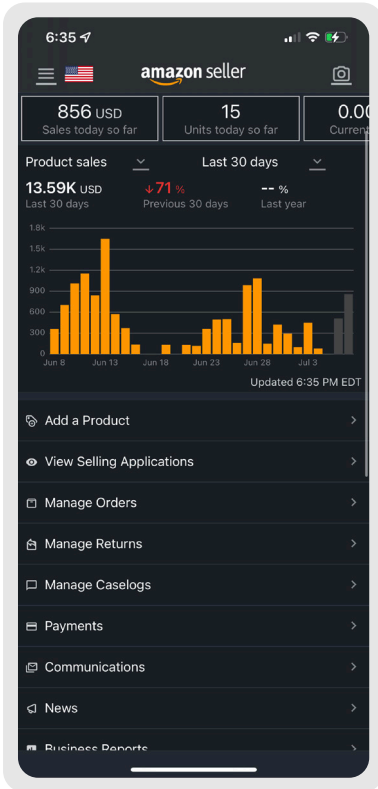 6:35
amazon seller
856 USD
Sales today so far
15
Units today so far
0.00
Current
Product sales
Last 30 days
13.59K USD
Last 30 days
↓71 %
Previous 30 days
-- %
Last year
1.8k
1.5k
1.2k
900
600
300
0
Jun 8
Jun 13
Jun 18
Jun 23
Jun 28
Jul 3
Updated 6:35 PM EDT
Add a Product
View Selling Applications
Manage Orders
Manage Returns
Manage Caselogs
Payments
Communications
News
Business Reports